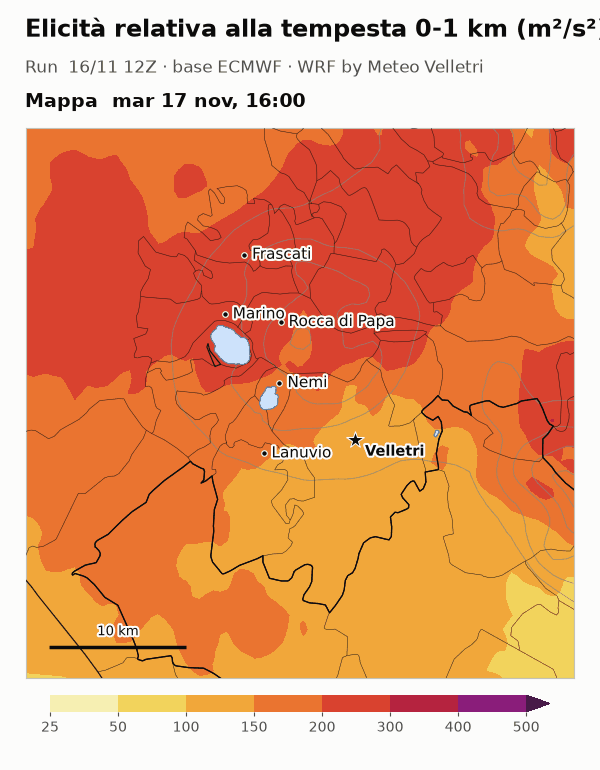 Elicità relativa alla tempesta 0-1 km (m²/s²)
Run 16/11 12Z · base ECMWF · WRF by Meteo Velletri
Mappa mar 17 nov, 16:00
Frascati
Marino
Rocca di Papa
Nemi
Lanuvio
Velletri
10 km
25 50 100 150 200 300 400 500